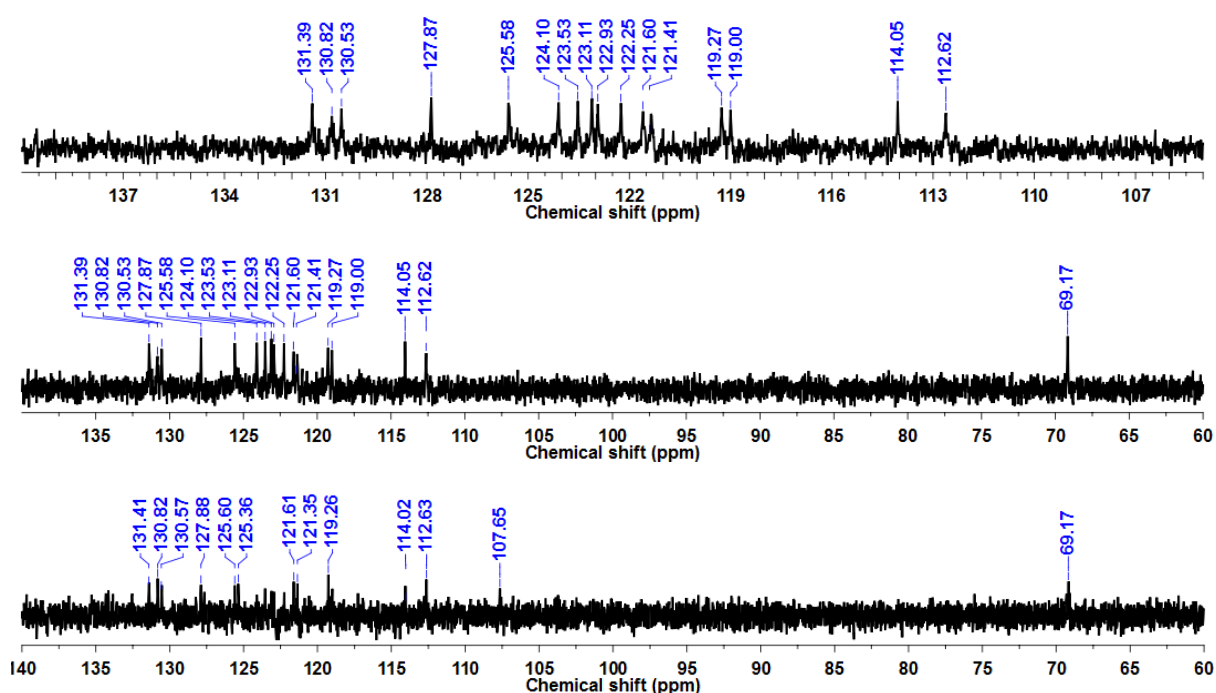 131.39 130.82 130.53 127.87 125.58 124.10 123.53 123.11 122.93 122.25 121.60 121.41 119.27 119.00 114.05 112.62
137 134 131 128 125 122 119 116 113 110 107
Chemical shift (ppm)
131.39 130.82 130.53 127.87 125.58 124.10 123.53 123.11 122.93 122.25 121.60 121.41 119.27 119.00 114.05 112.62 69.17
135 130 125 120 115 110 105 100 95 90 85 80 75 70 65 60
Chemical shift (ppm)
131.41 130.82 130.57 127.88 125.60 125.36 121.61 121.35 119.26 114.02 112.63 107.65 69.17
140 135 130 125 120 115 110 105 100 95 90 85 80 75 70 65 60
Chemical shift (ppm)